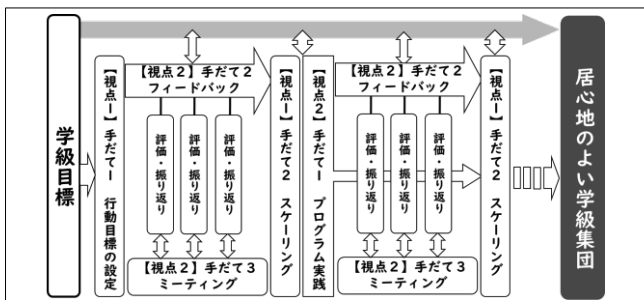 学級目標
【視点1】手だて1 行動目標の設定
【視点2】手だて2
フィードバック
評価・振り返り
評価・振り返り
評価・振り返り
【視点2】手だて3
ミーティング
【視点1】手だて2 スケーリング
【視点2】手だて1 プログラム実践
【視点2】手だて2
フィードバック
評価・振り返り
評価・振り返り
評価・振り返り
【視点2】手だて3
ミーティング
【視点1】手だて2 スケーリング
居心地のよい学級集団